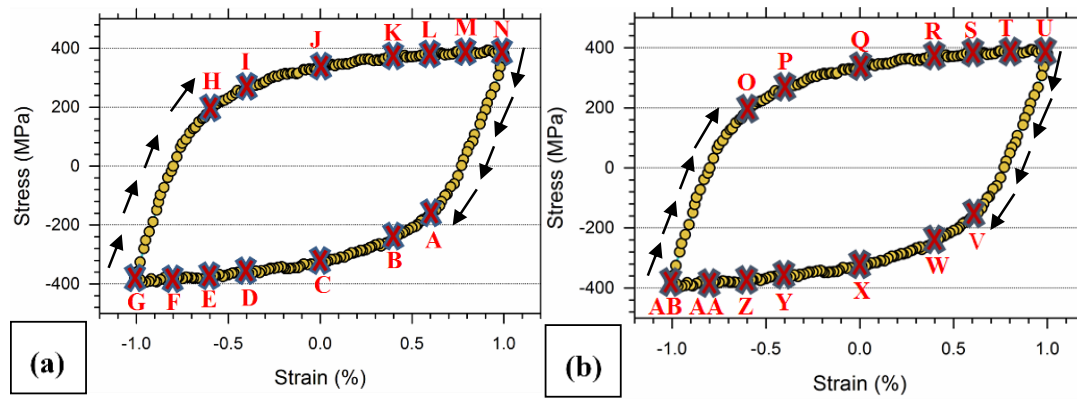 K L M N
J
I
H
A
B
C
D
E
F
G
400
200
0
-200
-400
Stress (MPa)
-1.0 -0.5 0.0 0.5 1.0
Strain (%)
(a)
R S T U
Q
P
O
V
W
X
Y
Z
AA
AB
400
200
0
-200
-400
Stress (MPa)
-1.0 -0.5 0.0 0.5 1.0
Strain (%)
(b)